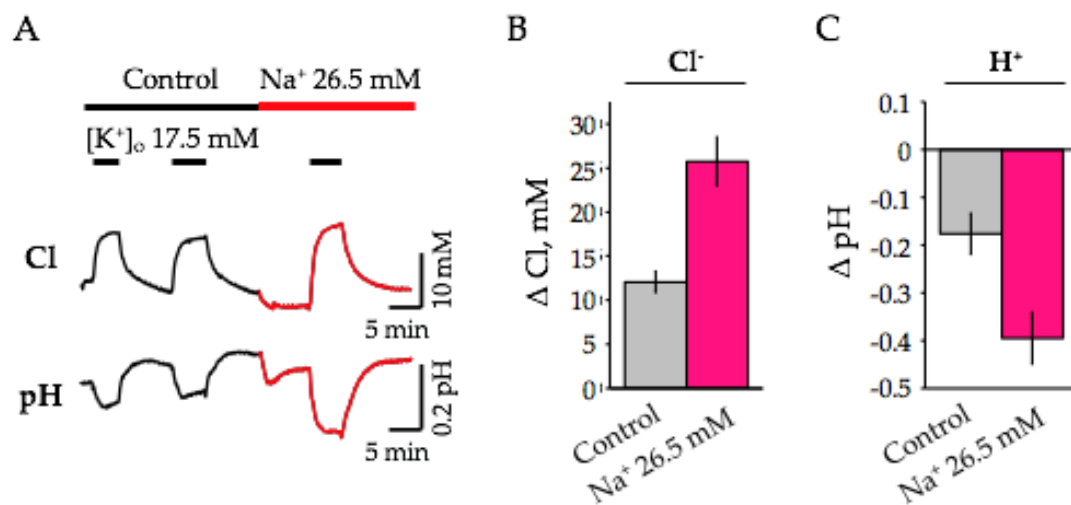 A
Control
Na⁺ 26.5 mM
[K⁺]ₒ 17.5 mM
Cl
10 mM
5 min
pH
0.2 pH
5 min
B
Cl⁻
Δ Cl, mM
30
25
20
15
10
5
0
Control
Na⁺ 26.5 mM
C
H⁺
Δ pH
0.1
0
-0.1
-0.2
-0.3
-0.4
-0.5
Control
Na⁺ 26.5 mM